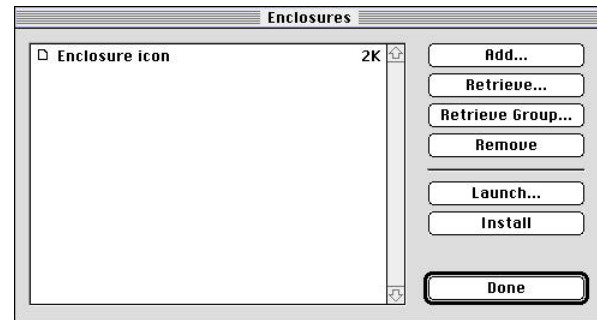 Enclosures
Enclosure icon 2K
Add...
Retrieve...
Retrieve Group...
Remove
Launch...
Install
Done